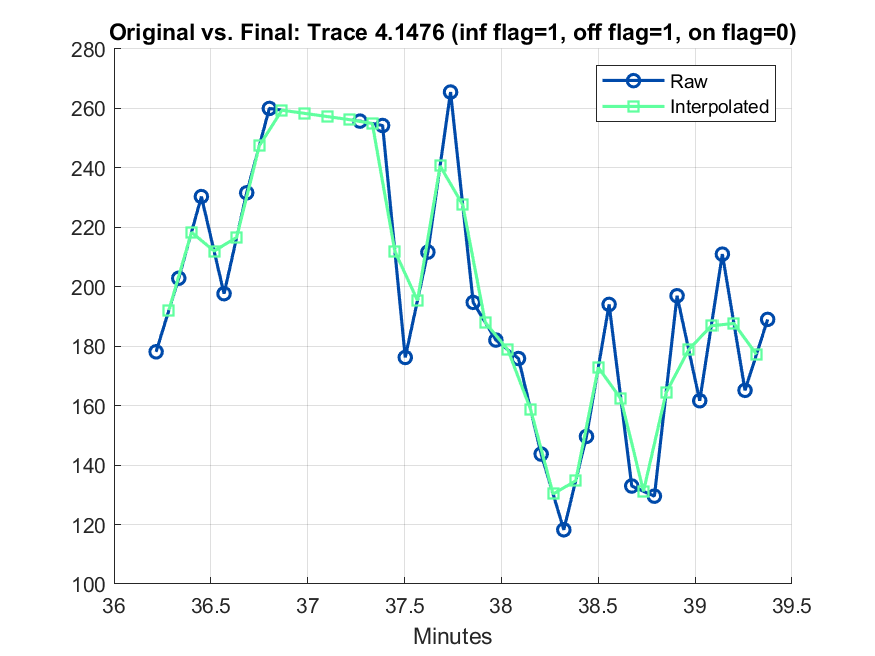 Original vs. Final: Trace 4.1476 (inf flag=1, off flag=1, on flag=0)
280
260
240
220
200
180
160
140
120
100
Raw
Interpolated
36 36.5 37 37.5 38 38.5 39 39.5
Minutes